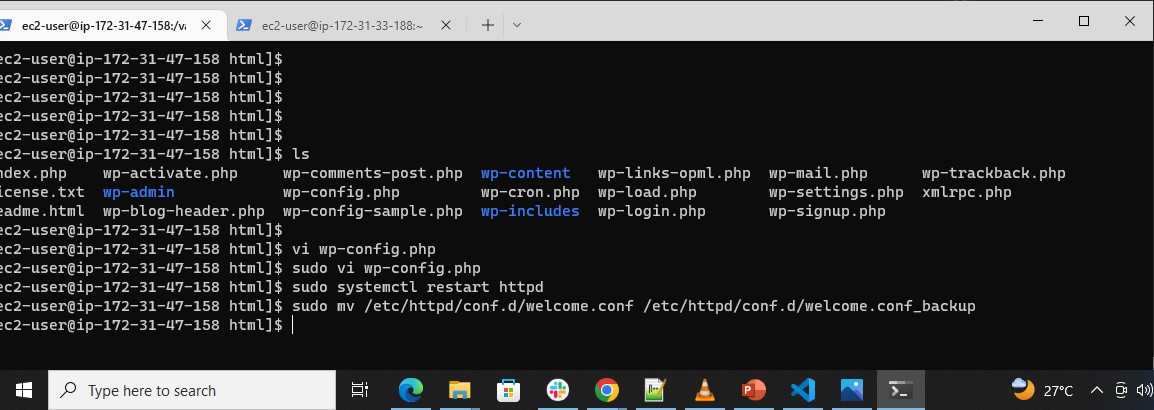 ec2-user@ip-172-31-47-158:/va ec2-user@ip-172-31-33-188:~
ec2-user@ip-172-31-47-158 html]$
ec2-user@ip-172-31-47-158 html]$
ec2-user@ip-172-31-47-158 html]$
ec2-user@ip-172-31-47-158 html]$
ec2-user@ip-172-31-47-158 html]$
ec2-user@ip-172-31-47-158 html]$ ls
ndex.php wp-activate.php wp-comments-post.php wp-content wp-links-opml.php wp-mail.php wp-trackback.php
icense.txt wp-admin wp-config.php wp-cron.php wp-load.php wp-settings.php xmlrpc.php
eadme.html wp-blog-header.php wp-config-sample.php wp-includes wp-login.php wp-signup.php
ec2-user@ip-172-31-47-158 html]$
ec2-user@ip-172-31-47-158 html]$ vi wp-config.php
ec2-user@ip-172-31-47-158 html]$ sudo vi wp-config.php
ec2-user@ip-172-31-47-158 html]$ sudo systemctl restart httpd
ec2-user@ip-172-31-47-158 html]$ sudo mv /etc/httpd/conf.d/welcome.conf /etc/httpd/conf.d/welcome.conf_backup
ec2-user@ip-172-31-47-158 html]$
Type here to search 27°C